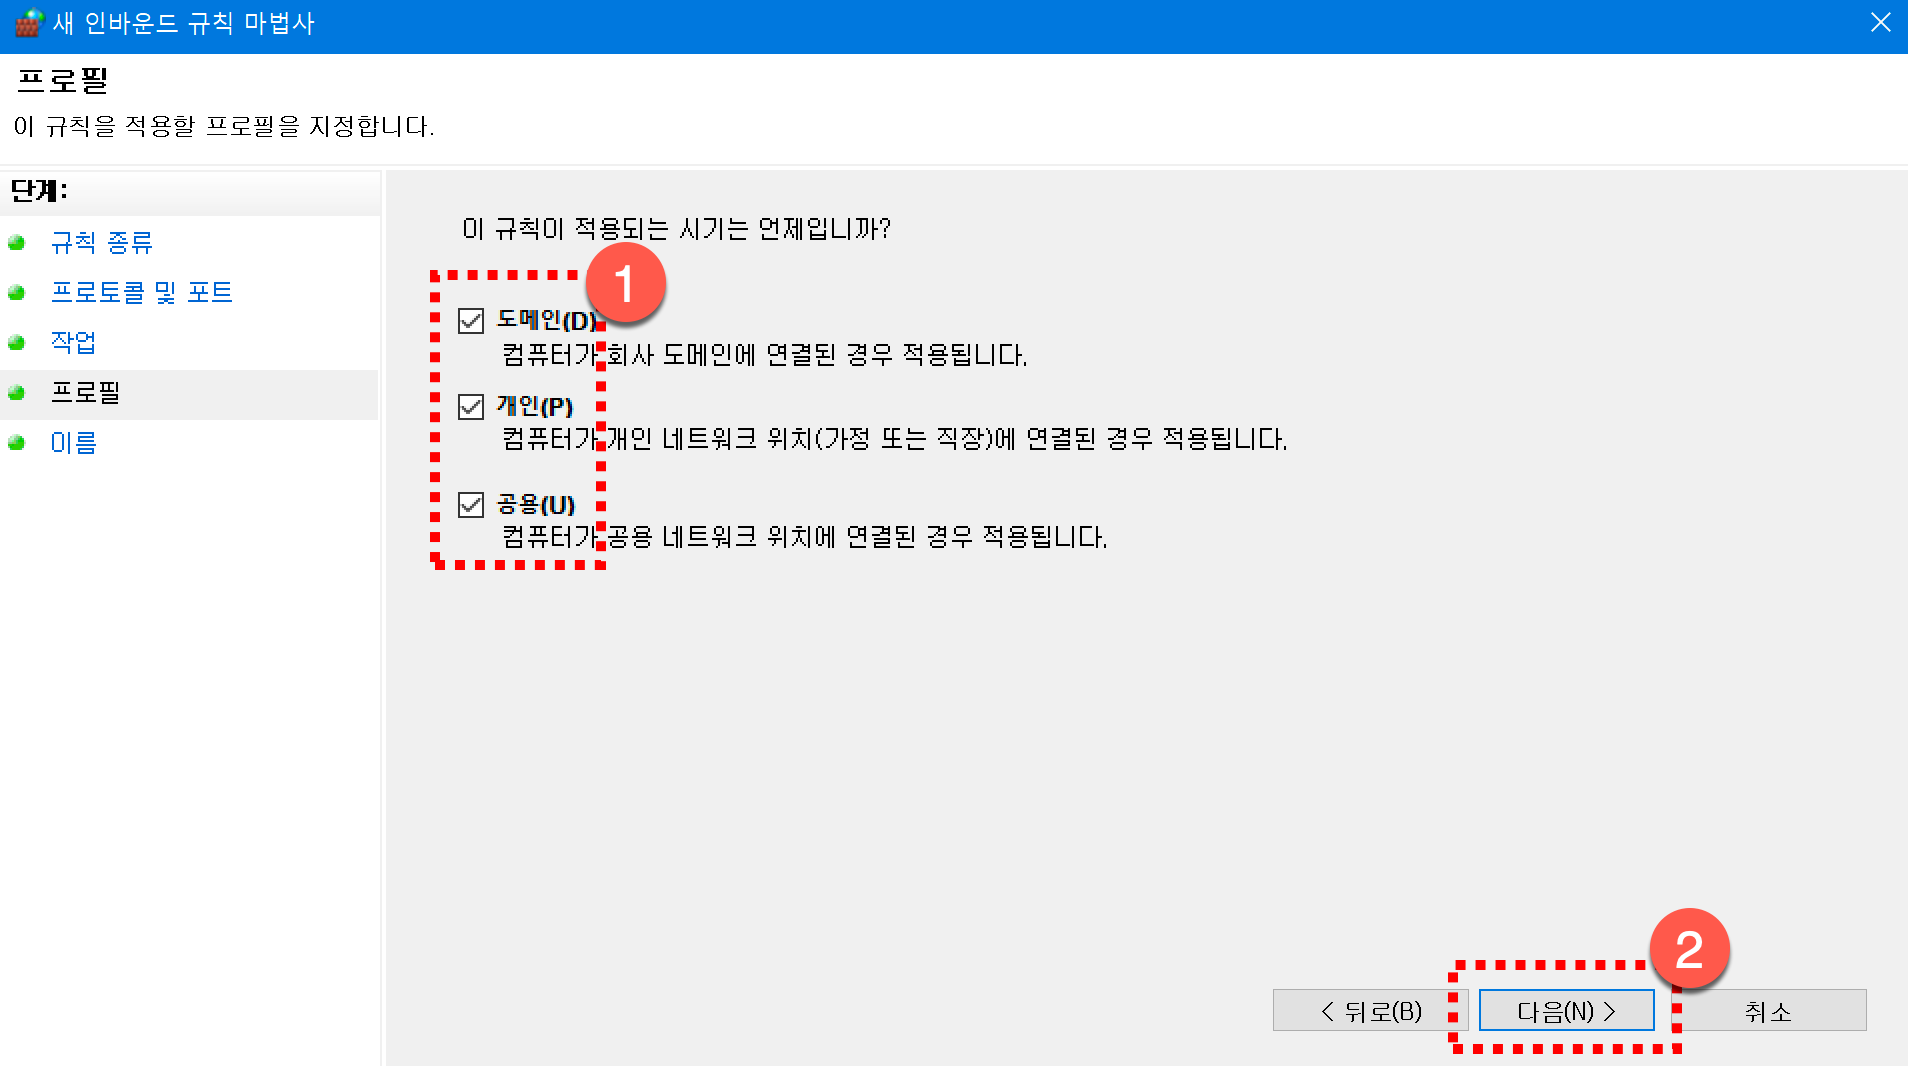 새 인바운드 규칙 마법사
프로필
이 규칙을 적용할 프로필을 지정합니다.
단계:
규칙 종류
프로토콜 및 포트
작업
프로필
이름
이 규칙이 적용되는 시기는 언제입니까?
1
도메인(D)
컴퓨터가 회사 도메인에 연결된 경우 적용됩니다.
개인(P)
컴퓨터가 개인 네트워크 위치(가정 또는 직장)에 연결된 경우 적용됩니다.
공용(U)
컴퓨터가 공용 네트워크 위치에 연결된 경우 적용됩니다.
2
< 뒤로(B)
다음(N) >
취소